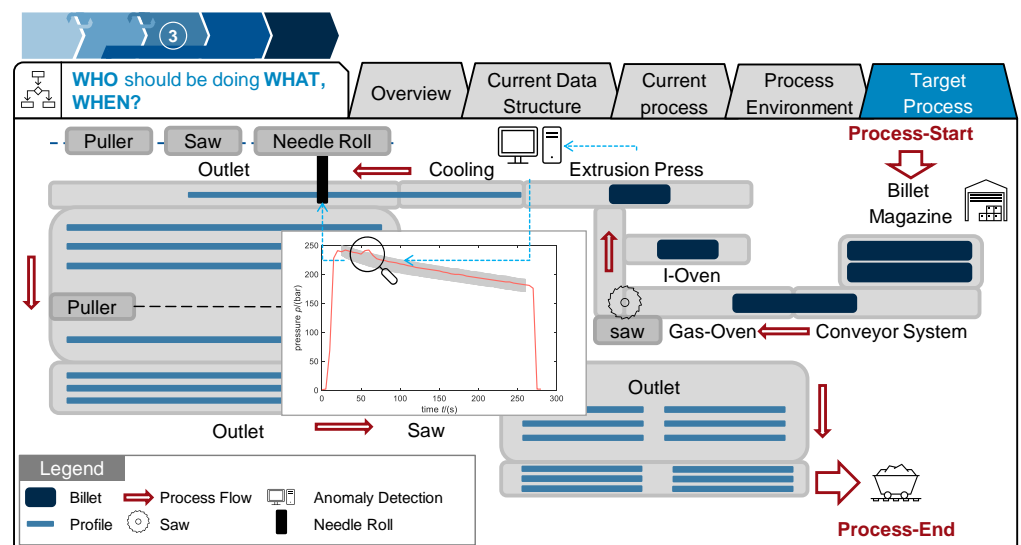 3
WHO should be doing WHAT,
WHEN?
Overview
Current Data
Structure
Current
process
Process
Environment
Target
Process
Puller
Saw
Needle Roll
Process-Start
Outlet
Cooling
Extrusion Press
Billet
Magazine
I-Oven
Puller
saw
Gas-Oven
Conveyor System
250
200
150
100
50
0
pressure p/(bar)
0
50
100
150
200
250
300
time t/(s)
Outlet
Outlet
Saw
Legend
Billet
Process Flow
Anomaly Detection
Profile
Saw
Needle Roll
Process-End